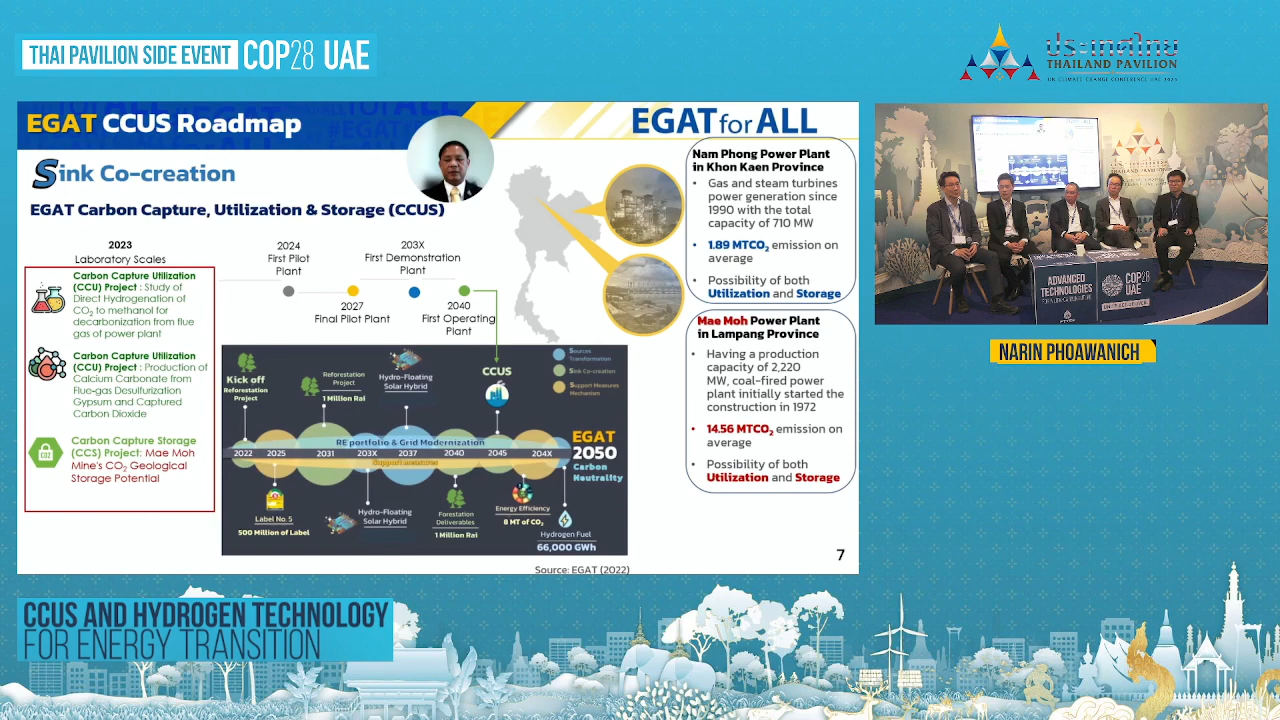 THAI PAVILION SIDE EVENT COP28 UAE
ประเทศไทย
THAILAND PAVILION
UN CLIMATE CHANGE CONFERENCE UAE 2023
EGAT CCUS Roadmap
EGAT for ALL
Sink Co-creation
EGAT Carbon Capture, Utilization & Storage (CCUS)
2023
Laboratory Scales
Carbon Capture Utilization
(CCU) Project : Study of
Direct Hydrogenation of
CO2 to methanol for
decarbonization from flue
gas of power plant
Carbon Capture Utilization
(CCU) Project : Production of
Calcium Carbonate from
Flue-gas Desulfurization
Gypsum and Captured
Carbon Dioxide
CO2
Carbon Capture Storage
(CCS) Project: Mae Moh
Mine's CO2 Geological
Storage Potential
2024
First Pilot
Plant
2027
Final Pilot Plant
203X
First Demonstration
Plant
2040
First Operating
Plant
Kick off
Reforestation
Project
Reforestation
Project
1 Million Rai
Hydro-Floating
Solar Hybrid
CCUS
Sources
Transformation
Sink Co-creation
Support Measures
Mechanism
RE portfolio & Grid Modernization
2022 2025 2031 203X 2037 2040 2045 204X
Support measures
EGAT
2050
Carbon
Neutrality
Label No. 5
500 Million of Label
Hydro-Floating
Solar Hybrid
Forestation
Deliverables
1 Million Rai
Energy Efficiency
8 MT of CO2
Hydrogen Fuel
66,000 GWh
Source: EGAT (2022)
Nam Phong Power Plant
in Khon Kaen Province
• Gas and steam turbines
power generation since
1990 with the total
capacity of 710 MW
• 1.89 MTCO2 emission on
average
• Possibility of both
Utilization and Storage
Mae Moh Power Plant
in Lampang Province
• Having a production
capacity of 2,220
MW, coal-fired power
plant initially started the
construction in 1972
• 14.56 MTCO2 emission on
average
• Possibility of both
Utilization and Storage
7
THAILAND PAVILION
ADVANCED
TECHNOLOGIES
COP28
UAE
NARIN PHOAWANICH
CCUS AND HYDROGEN TECHNOLOGY
FOR ENERGY TRANSITION